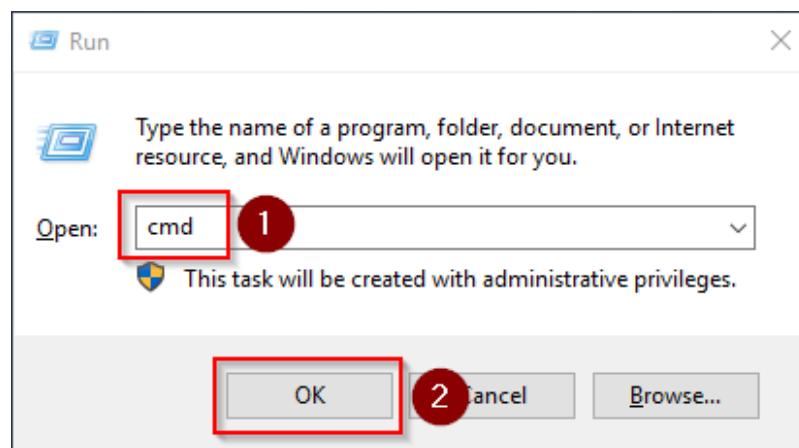 Run
Type the name of a program, folder, document, or Internet
resource, and Windows will open it for you.
Open: cmd 1
This task will be created with administrative privileges.
OK 2 ancel Browse...